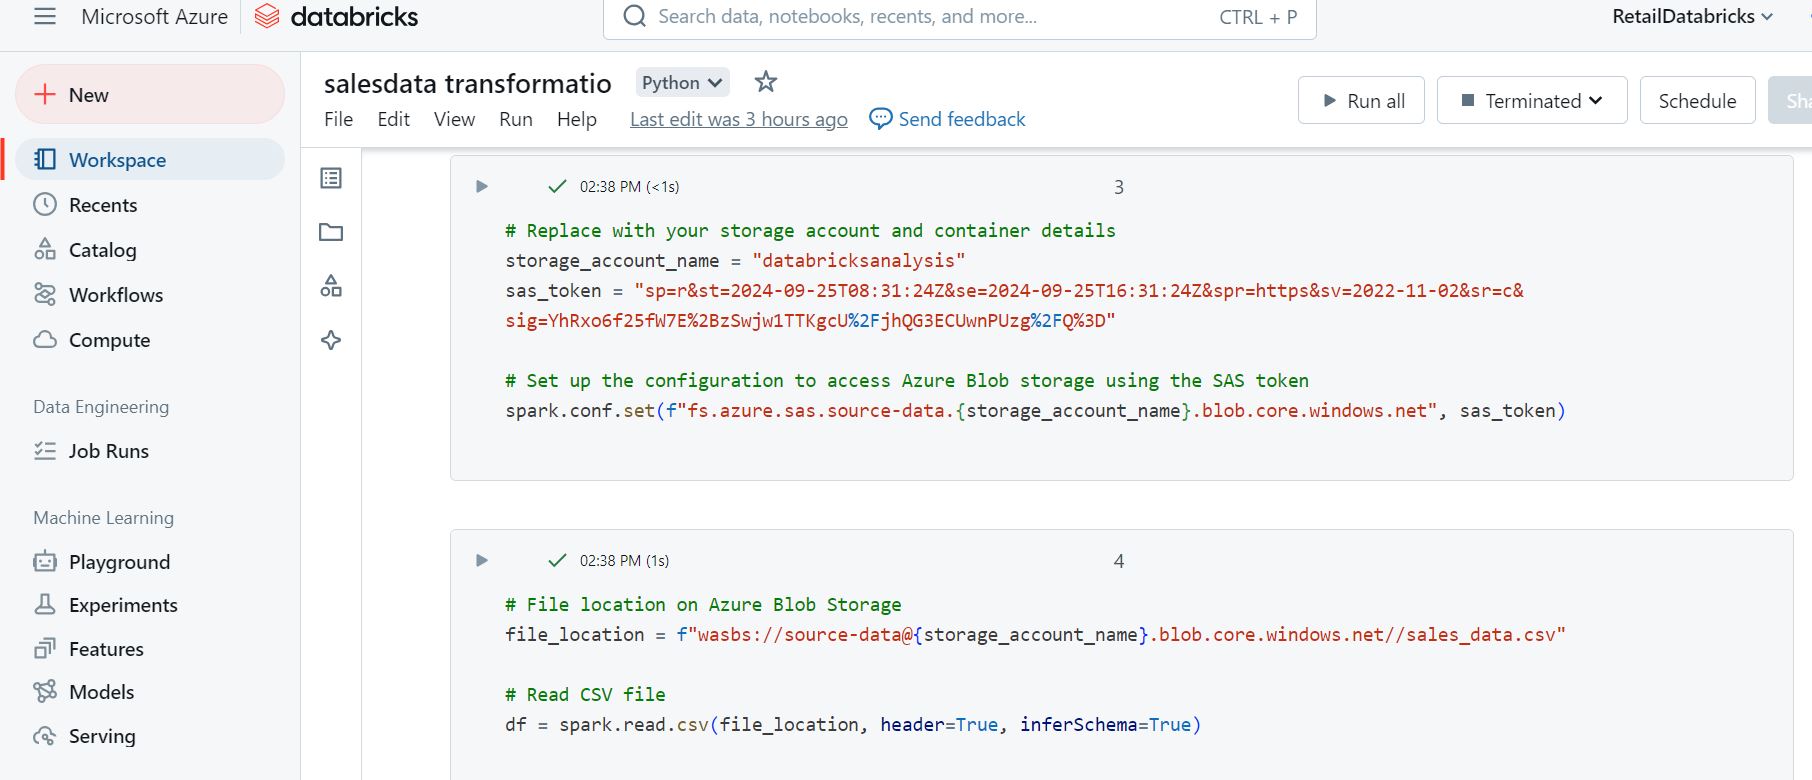 Microsoft Azure
databricks
Search data, notebooks, recents, and more...
CTRL + P
RetailDatabricks
New
Workspace
Recents
Catalog
Workflows
Compute
Data Engineering
Job Runs
Machine Learning
Playground
Experiments
Features
Models
Serving
salesdata transformatio
Python
File Edit View Run Help Last edit was 3 hours ago Send feedback
Run all
Terminated
Schedule
02:38 PM (<1s)
3
# Replace with your storage account and container details
storage_account_name = "databricksanalysis"
sas_token = "sp=r&st=2024-09-25T08:31:24Z&se=2024-09-25T16:31:24Z&spr=https&sv=2022-11-02&sr=c&
sig=YhRxo6f25fW7E%2BzSwjw1TTKgcU%2FjhQG3ECUwnPUzg%2FQ%3D"
# Set up the configuration to access Azure Blob storage using the SAS token
spark.conf.set(f"fs.azure.sas.source-data.{storage_account_name}.blob.core.windows.net", sas_token)
02:38 PM (1s)
4
# File location on Azure Blob Storage
file_location = f"wasbs://source-data@{storage_account_name}.blob.core.windows.net//sales_data.csv"
# Read CSV file
df = spark.read.csv(file_location, header=True, inferSchema=True)